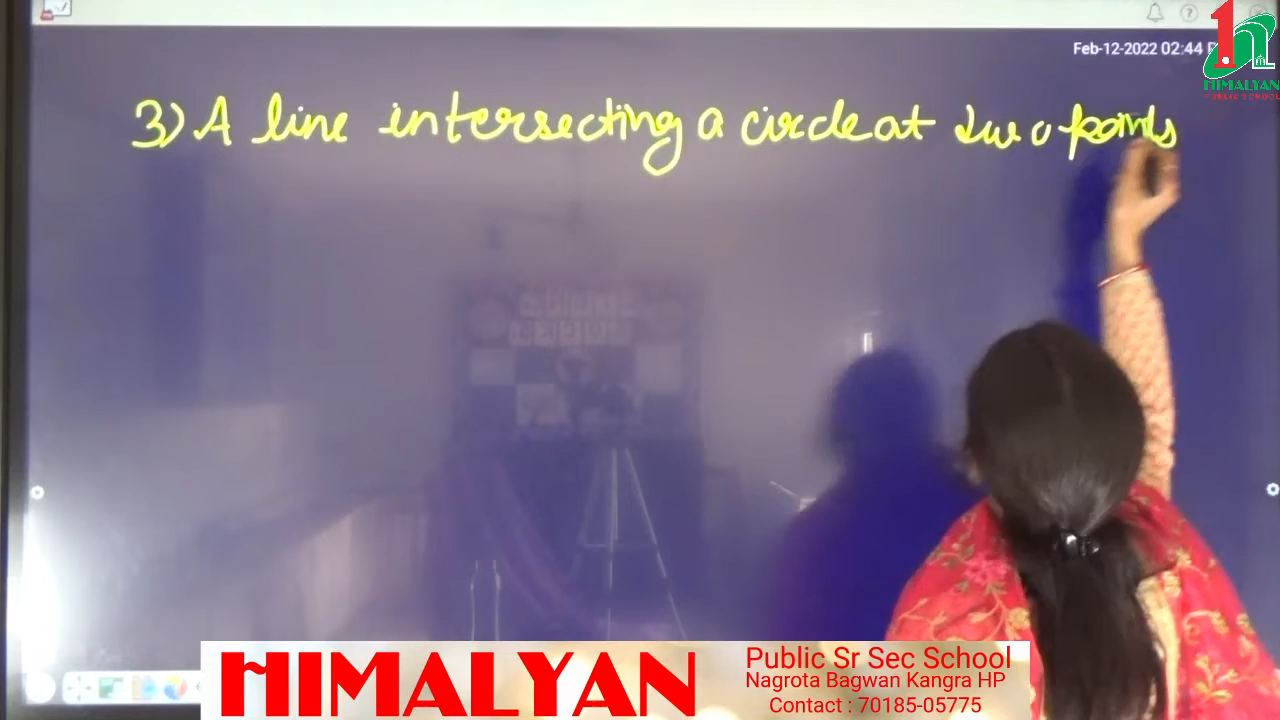 Feb-12-2022 02:44 P
HIMALYAN
PUBLIC SCHOOL
3) A line intersecting a circle at two points
HIMALYAN
Public Sr Sec School
Nagrota Bagwan Kangra HP
Contact : 70185-05775